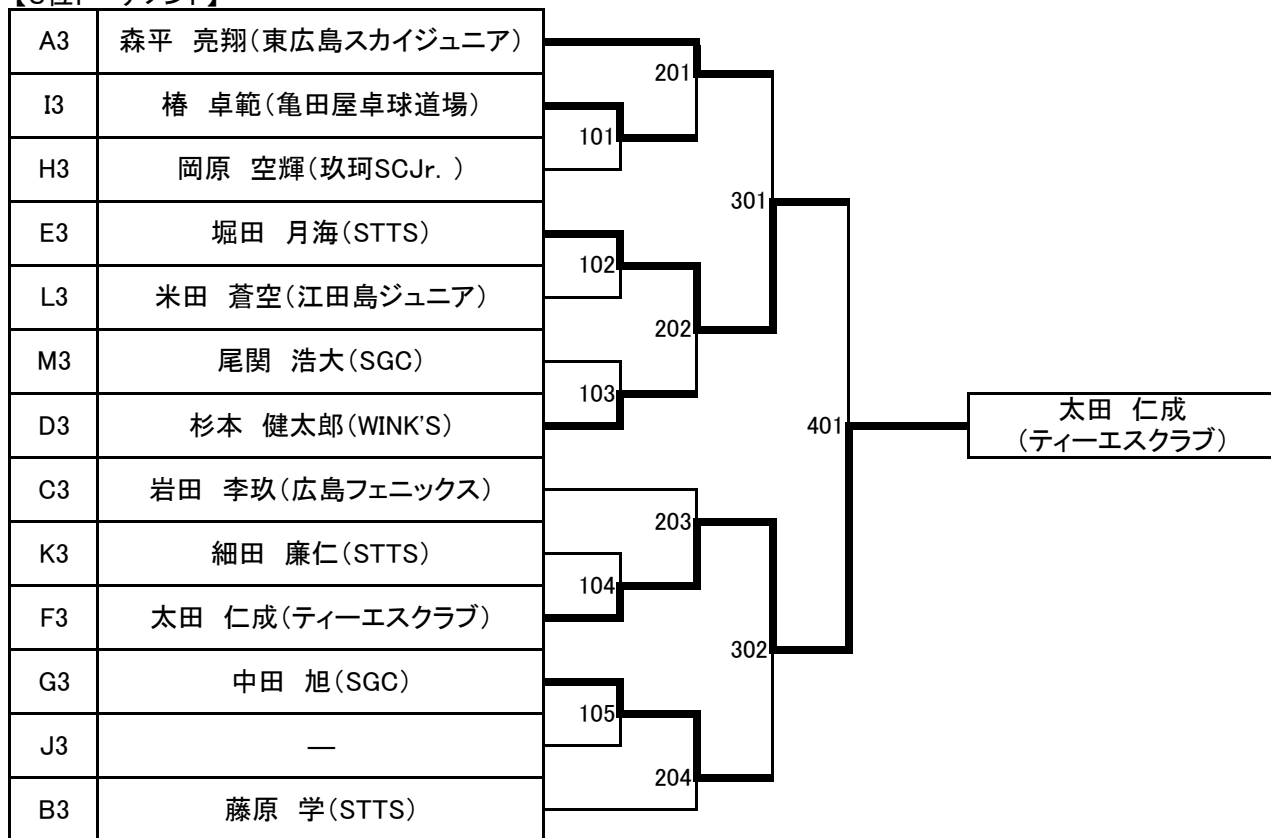 A3 森平 亮翔(東広島スカイジュニア)
201
I3 椿 卓範(亀田屋卓球道場)
101
H3 岡原 空輝(玖珂SCJr.)
301
E3 堀田 月海(STTS)
102
L3 米田 蒼空(江田島ジュニア)
202
M3 尾関 浩大(SGC)
103
D3 杉本 健太郎(WINK'S)
401
太田 仁成
(ティーエスクラブ)
C3 岩田 李玖(広島フェニックス)
203
K3 細田 廉仁(STTS)
104
F3 太田 仁成(ティーエスクラブ)
302
G3 中田 旭(SGC)
105
J3 —
204
B3 藤原 学(STTS)